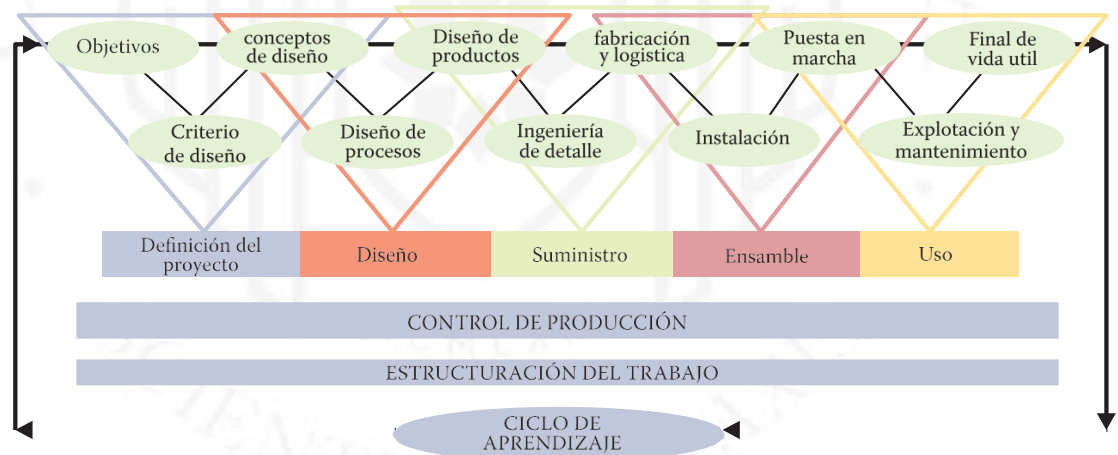 Objetivos
conceptos
de diseño
Diseño de
productos
fabricación
y logistica
Puesta en
marcha
Final de
vida util
Criterio
de diseño
Diseño de
procesos
Ingeniería
de detalle
Instalación
Explotación y
mantenimiento
Definición del
proyecto
Diseño
Suministro
Ensamble
Uso
CONTROL DE PRODUCCIÓN
ESTRUCTURACIÓN DEL TRABAJO
CICLO DE
APRENDIZAJE